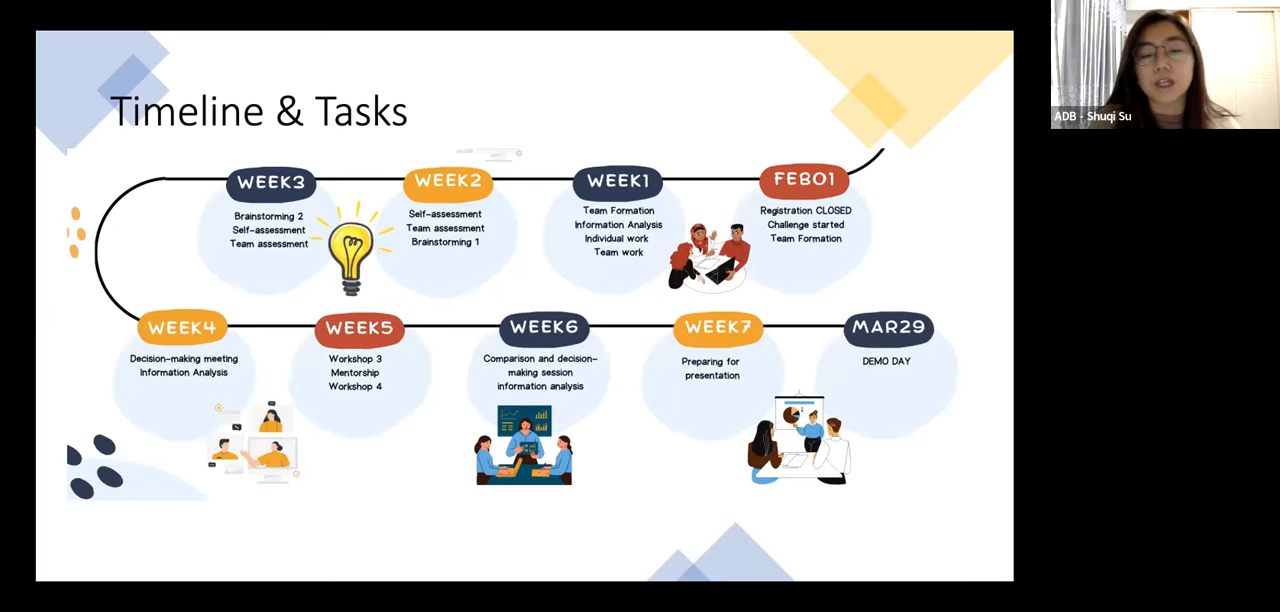 Timeline & Tasks
WEEK3
Brainstorming 2
Self-assessment
Team assessment
WEEK2
Self-assessment
Team assessment
Brainstorming 1
WEEK1
Team Formation
Information Analysis
Individual work
Team work
FEB01
Registration CLOSED
Challenge started
Team Formation
WEEK4
Decision-making meeting
Information Analysis
WEEK5
Workshop 3
Mentorship
Workshop 4
WEEK6
Comparison and decision-
making session
information analysis
WEEK7
Preparing for
presentation
MAR29
DEMO DAY
ADB - Shuqi Su